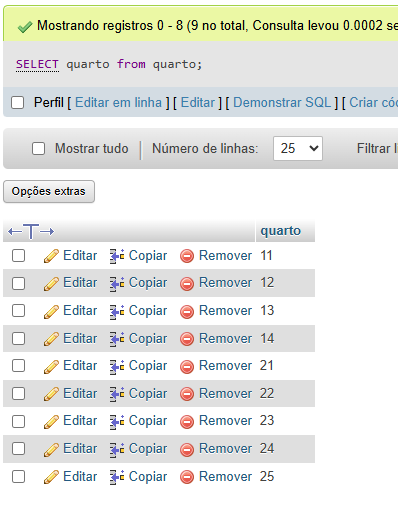 Mostrando registros 0 - 8 (9 no total, Consulta levou 0.0002 se
SELECT quarto from quarto;
Perfil [ Editar em linha ] [ Editar ] [ Demonstrar SQL ] [ Criar có
Mostrar tudo Número de linhas: 25 Filtrar l
Opções extras
quarto
Editar Copiar Remover 11
Editar Copiar Remover 12
Editar Copiar Remover 13
Editar Copiar Remover 14
Editar Copiar Remover 21
Editar Copiar Remover 22
Editar Copiar Remover 23
Editar Copiar Remover 24
Editar Copiar Remover 25